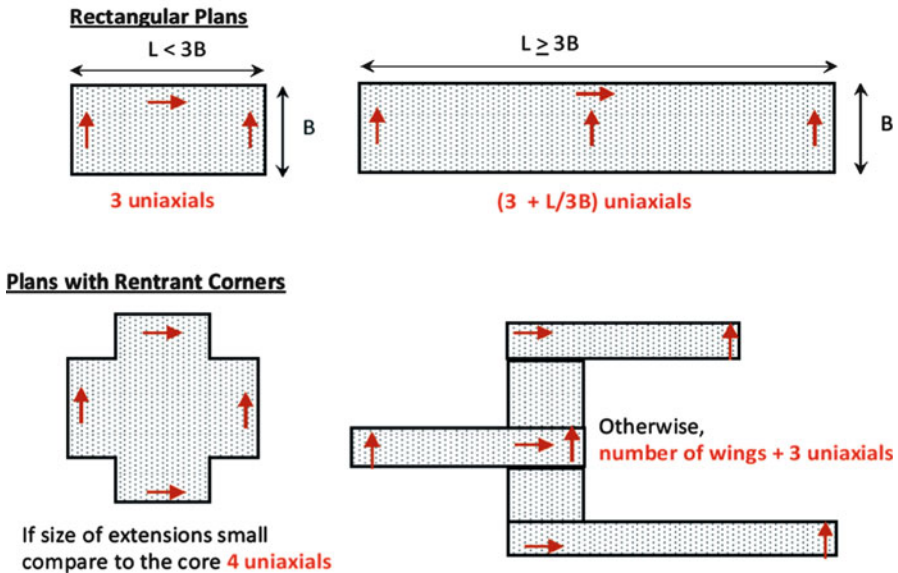 Rectangular Plans
L < 3B
L ≥ 3B
B
B
3 uniaxials
(3 + L/3B) uniaxials
Plans with Rentrant Corners
Otherwise,
number of wings + 3 uniaxials
If size of extensions small
compare to the core 4 uniaxials